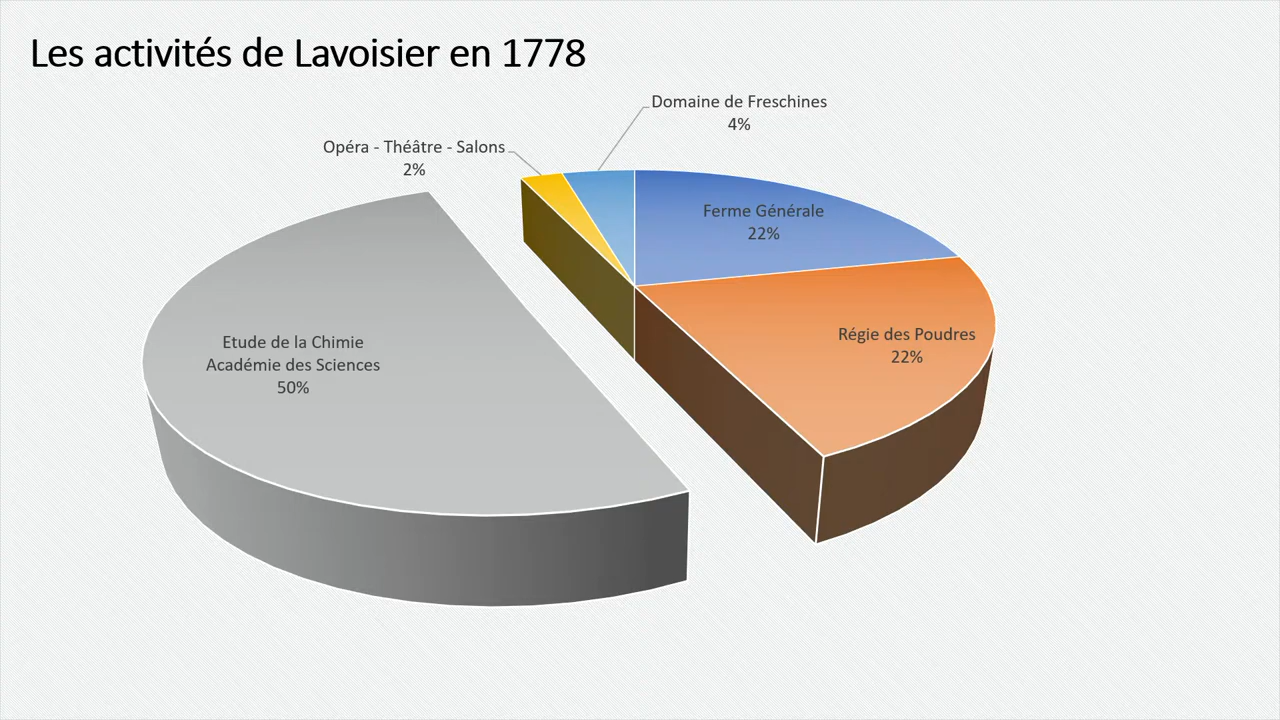 Les activités de Lavoisier en 1778
Domaine de Freschines
4%
Opéra - Théâtre - Salons
2%
Ferme Générale
22%
Régie des Poudres
22%
Etude de la Chimie
Académie des Sciences
50%